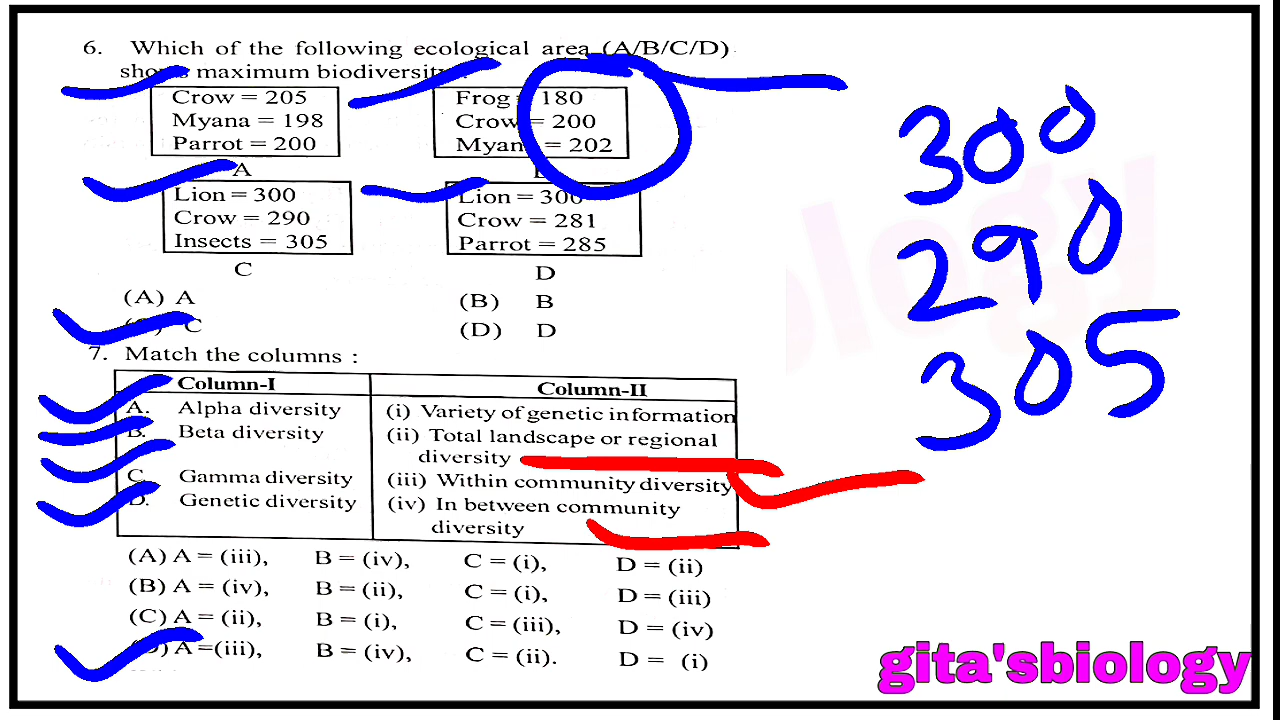 6. Which of the following ecological area (A/B/C/D)
shows maximum biodiversity
Crow = 205
Myana = 198
Parrot = 200
A
Frog = 180
Crow = 200
Myana = 202
Lion = 300
Crow = 290
Insects = 305
C
Lion = 300
Crow = 281
Parrot = 285
D
(A) A
(B) B
(C) C
(D) D
300
290
305
7. Match the columns :
Column-I Column-II
A. Alpha diversity (i) Variety of genetic information
B. Beta diversity (ii) Total landscape or regional
diversity
C. Gamma diversity (iii) Within community diversity
D. Genetic diversity (iv) In between community
diversity
(A) A = (iii), B = (iv), C = (i), D = (ii)
(B) A = (iv), B = (ii), C = (i), D = (iii)
(C) A = (ii), B = (i), C = (iii), D = (iv)
(D) A =(iii), B = (iv), C = (ii). D = (i)
gita'sbiology